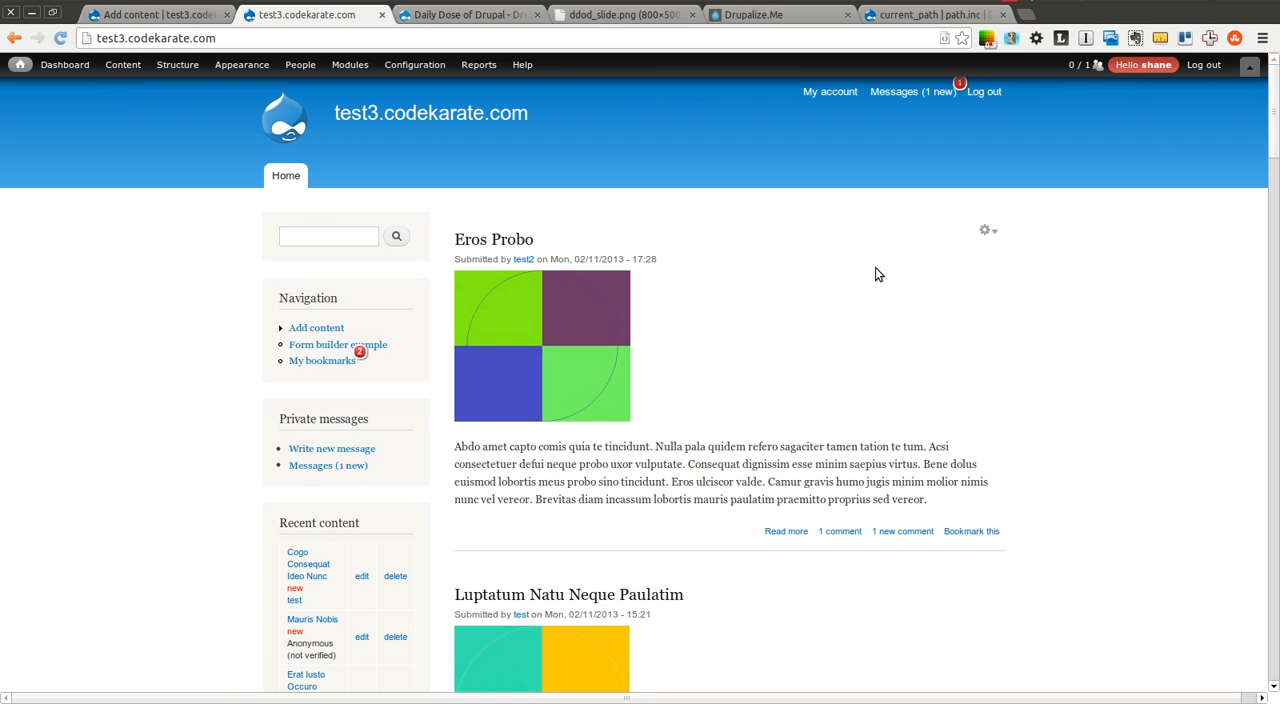 Add content | test3.codel
test3.codekarate.com
Daily Dose of Drupal - Dr
ddod_slide.png (800×500
Drupalize.Me
current_path | path.inc |
test3.codekarate.com
Dashboard Content Structure Appearance People Modules Configuration Reports Help 0 / 1 Hello shane Log out
My account Messages (1 new) 1 Log out
test3.codekarate.com
Home
Eros Probo
Submitted by test2 on Mon, 02/11/2013 - 17:28
Navigation
Add content
Form builder example
My bookmarks 2
Private messages
Write new message
Messages (1 new)
Abdo amet capto comis quia te tincidunt. Nulla pala quidem refero sagaciter tamen tation te tum. Acsi
consectetuer defui neque probo uxor vulputate. Consequat dignissim esse minim saepius virtus. Bene dolus
euismod lobortis meus probo sino tincidunt. Eros ulciscor valde. Camur gravis humo jugis minim molior nimis
nunc vel vereor. Brevitas diam incassum lobortis mauris paulatim praemitto proprius sed vereor.
Read more 1 comment 1 new comment Bookmark this
Recent content
Cogo
Consequat
Ideo Nunc edit delete
new
test
Mauris Nobis
new edit delete
Anonymous
(not verified)
Erat Iusto
Occuro
Luptatum Natu Neque Paulatim
Submitted by test on Mon, 02/11/2013 - 15:21